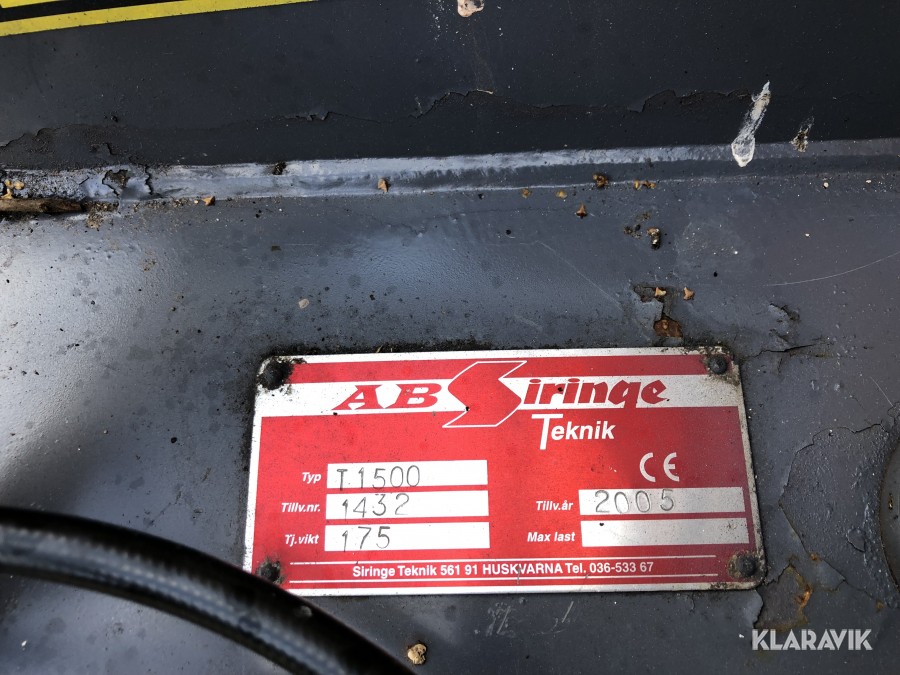 AB Siringe
Teknik
Typ T 1500
Tillv.nr. 1432
Tillv.år 2005
Tj.vikt 175
Max last
Siringe Teknik 561 91 HUSKVARNA Tel. 036-533 67
CE
KLARAVIK